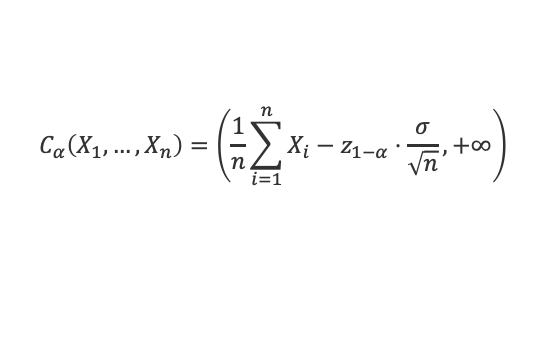 C_α(X_1, …, X_n) = (1/n ∑_{i=1}^{n} X_i − z_{1−α} · σ/√n, +∞)